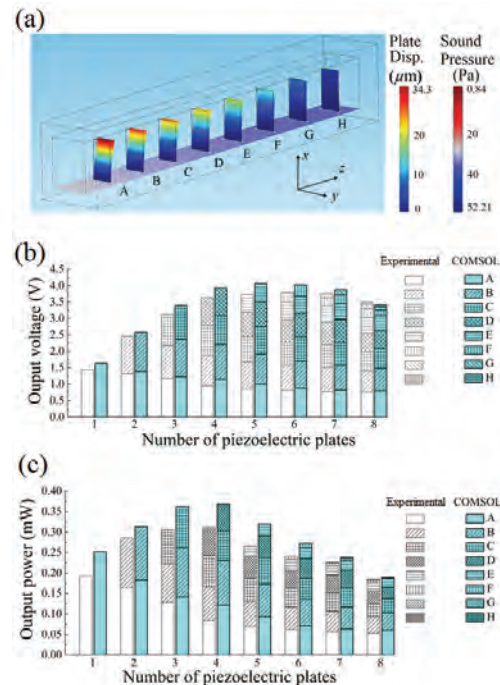 (a)
Plate Disp. (μm)
Sound Pressure (Pa)
34.3
20
10
0
0.84
20
40
52.21
A B C D E F G H
x
z
y
(b)
Ouput voltage (V)
4.5
4.0
3.5
3.0
2.5
2.0
1.5
1.0
0.5
0.0
1 2 3 4 5 6 7 8
Number of piezoelectric plates
Experimental COMSOL
A
B
C
D
E
F
G
H
(c)
Output power (mW)
0.40
0.35
0.30
0.25
0.20
0.15
0.10
0.05
0.00
1 2 3 4 5 6 7 8
Number of piezoelectric plates
Experimental COMSOL
A
B
C
D
E
F
G
H